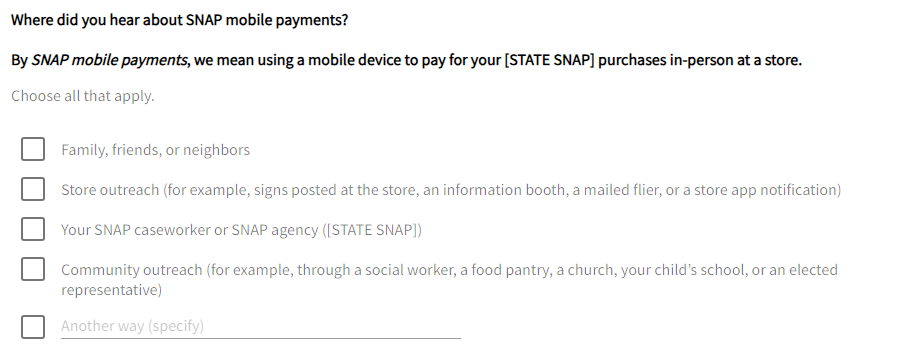 Where did you hear about SNAP mobile payments?
By SNAP mobile payments, we mean using a mobile device to pay for your [STATE SNAP] purchases in-person at a store.
Choose all that apply.
Family, friends, or neighbors
Store outreach (for example, signs posted at the store, an information booth, a mailed flier, or a store app notification)
Your SNAP caseworker or SNAP agency ([STATE SNAP])
Community outreach (for example, through a social worker, a food pantry, a church, your child’s school, or an elected
representative)
Another way (specify)